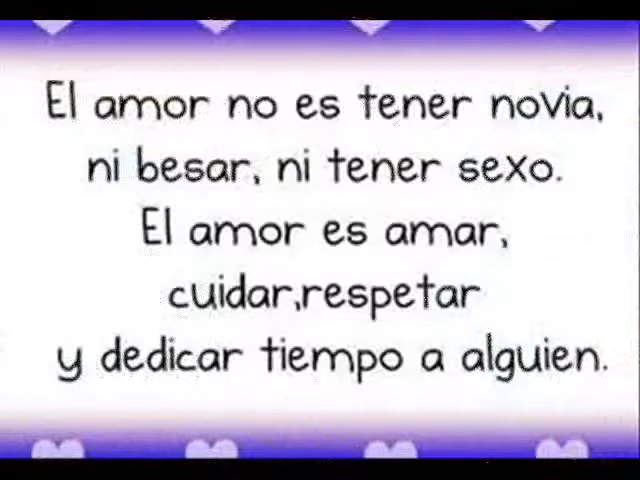 El amor no es tener novia,
ni besar, ni tener sexo.
El amor es amar,
cuidar,respetar
y dedicar tiempo a alguien.